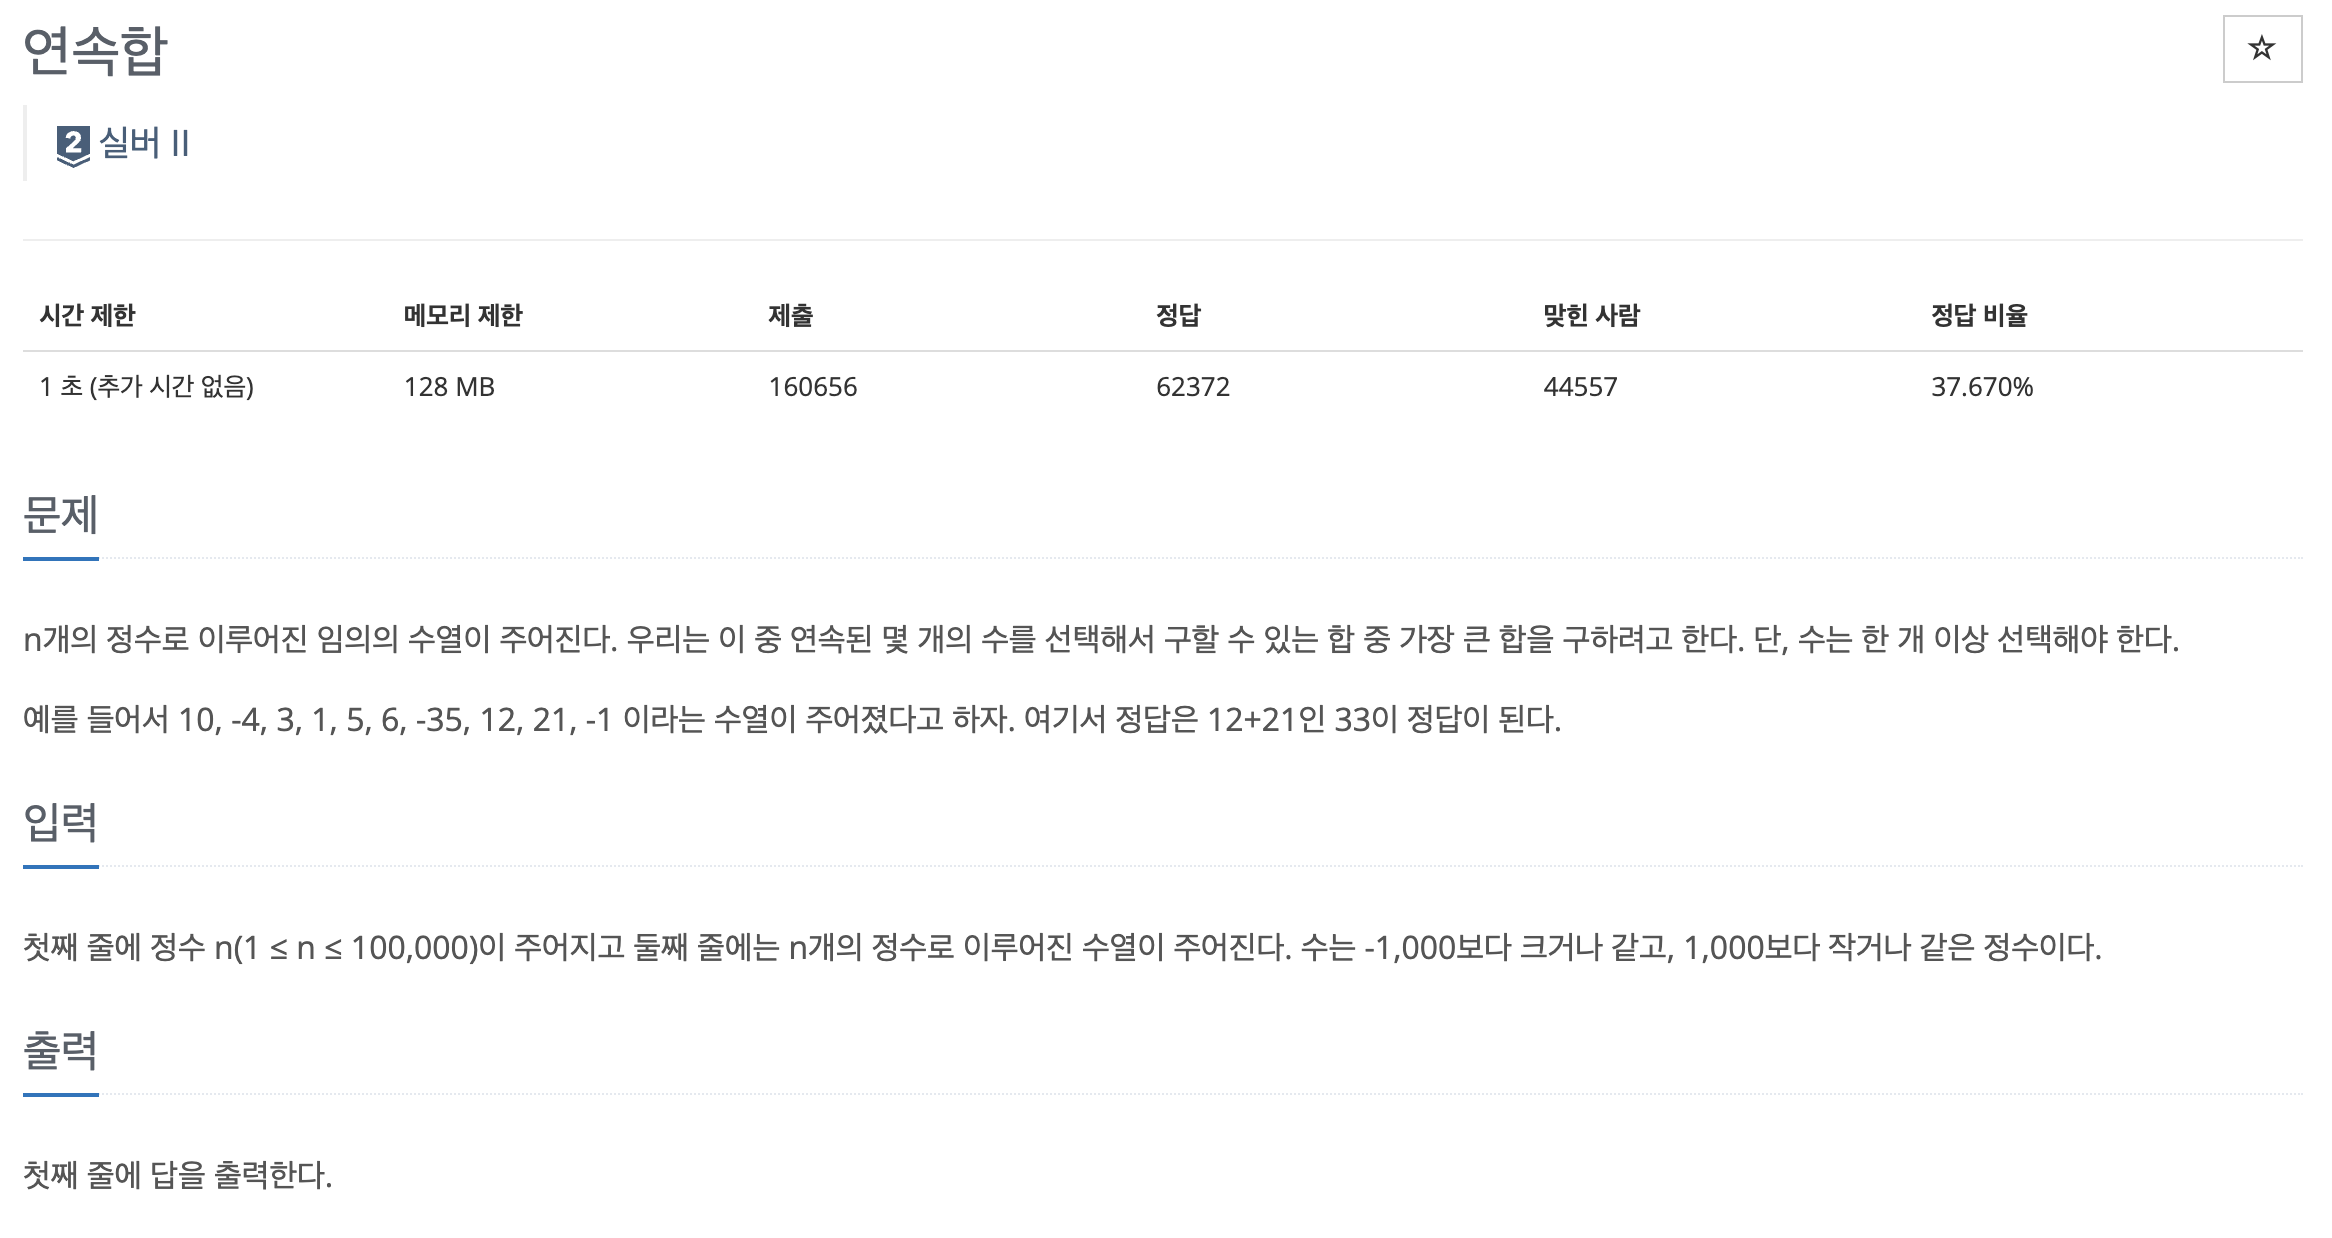 연속합
2 실버 II
시간 제한 메모리 제한 제출 정답 맞힌 사람 정답 비율
1 초 (추가 시간 없음) 128 MB 160656 62372 44557 37.670%
문제
n개의 정수로 이루어진 임의의 수열이 주어진다. 우리는 이 중 연속된 몇 개의 수를 선택해서 구할 수 있는 합 중 가장 큰 합을 구하려고 한다. 단, 수는 한 개 이상 선택해야 한다.
예를 들어서 10, -4, 3, 1, 5, 6, -35, 12, 21, -1 이라는 수열이 주어졌다고 하자. 여기서 정답은 12+21인 33이 정답이 된다.
입력
첫째 줄에 정수 n(1 ≤ n ≤ 100,000)이 주어지고 둘째 줄에는 n개의 정수로 이루어진 수열이 주어진다. 수는 -1,000보다 크거나 같고, 1,000보다 작거나 같은 정수이다.
출력
첫째 줄에 답을 출력한다.